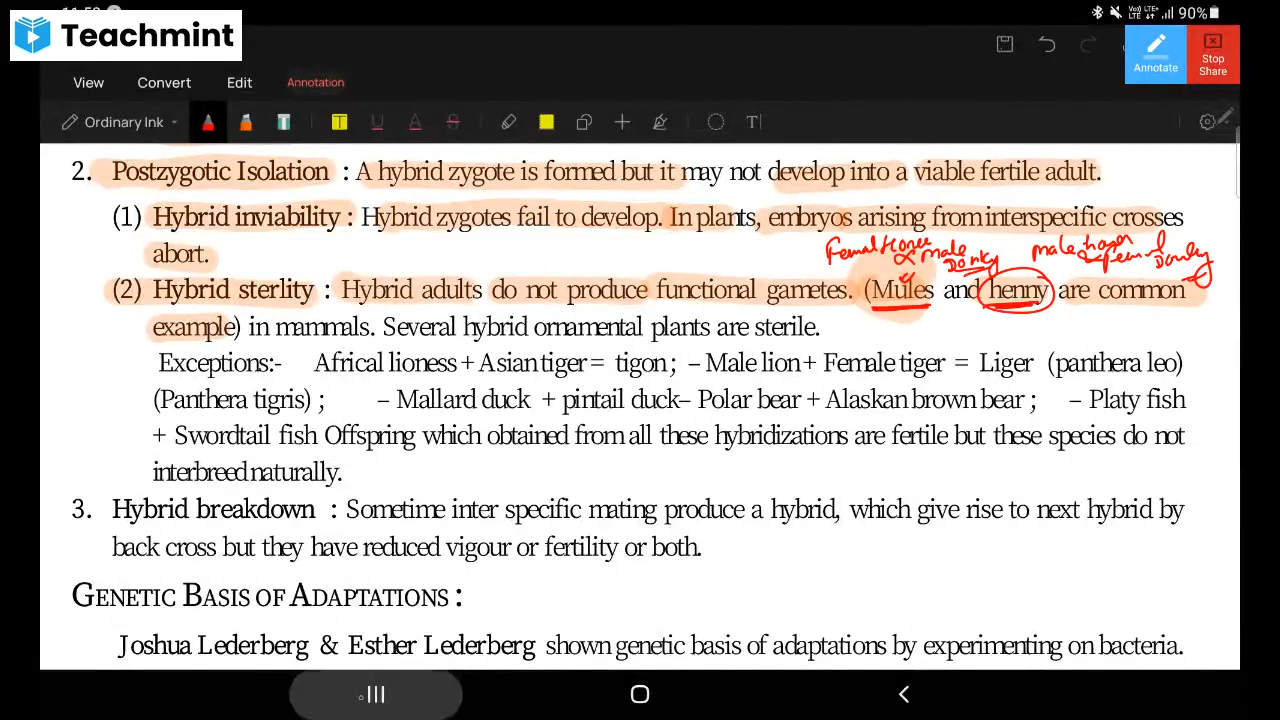 Teachmint
90%
Annotate
Stop
Share
View Convert Edit Annotation
Ordinary Ink
2. Postzygotic Isolation : A hybrid zygote is formed but it may not develop into a viable fertile adult.
(1) Hybrid inviability : Hybrid zygotes fail to develop. In plants, embryos arising from interspecific crosses
abort.
(2) Hybrid sterlity : Hybrid adults do not produce functional gametes. (Mules and henny are common
example) in mammals. Several hybrid ornamental plants are sterile.
Exceptions:- Africal lioness + Asian tiger = tigon ; – Male lion + Female tiger = Liger (panthera leo)
(Panthera tigris) ; – Mallard duck + pintail duck– Polar bear + Alaskan brown bear ; – Platy fish
+ Swordtail fish Offspring which obtained from all these hybridizations are fertile but these species do not
interbreed naturally.
3. Hybrid breakdown : Sometime inter specific mating produce a hybrid, which give rise to next hybrid by
back cross but they have reduced vigour or fertility or both.
GENETIC BASIS OF ADAPTATIONS :
Joshua Lederberg & Esther Lederberg shown genetic basis of adaptations by experimenting on bacteria.